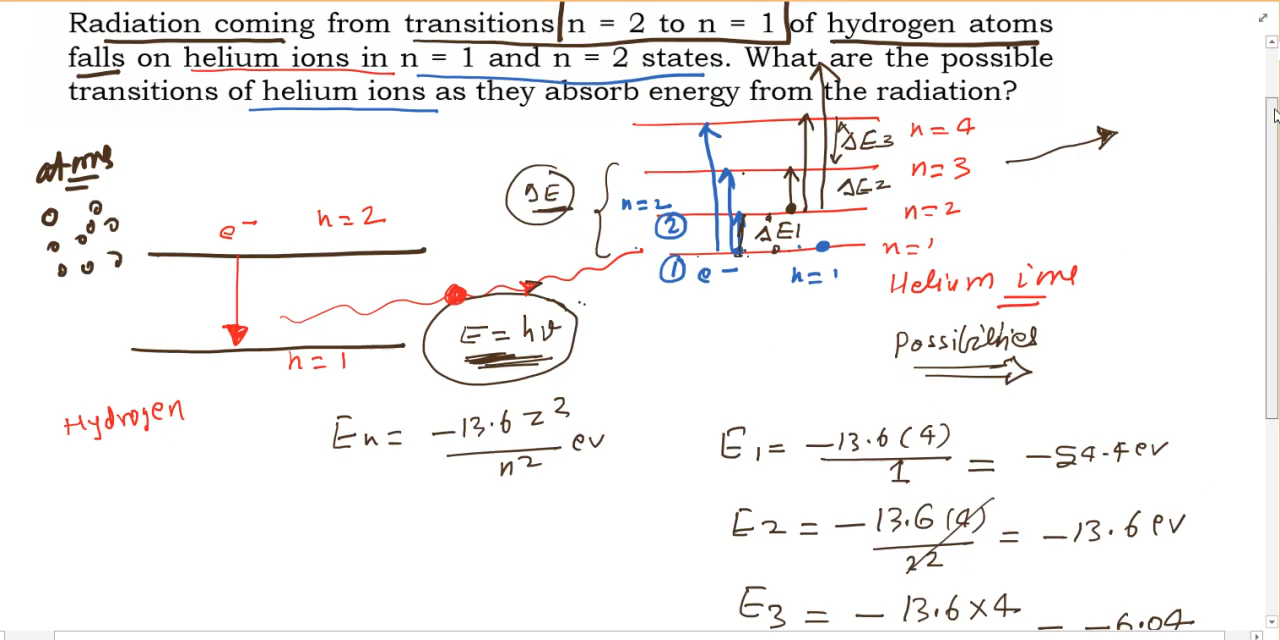 Radiation coming from transitions n = 2 to n = 1 of hydrogen atoms
falls on helium ions in n = 1 and n = 2 states. What are the possible
transitions of helium ions as they absorb energy from the radiation?
atoms
e- n=2
n=1
Hydrogen
E=hν
ΔE
n=2
②
① e- n=1
ΔE3 n=4
n=3
ΔE2
n=2
ΔE1
n=1
Helium ions
Possibilities
En = -13.6 z2 / n2 ev
E1 = -13.6(4) / 1 = -54.4 ev
E2 = -13.6(4) / 22 = -13.6 ev
E3 = - 13.6×4 = -6.04